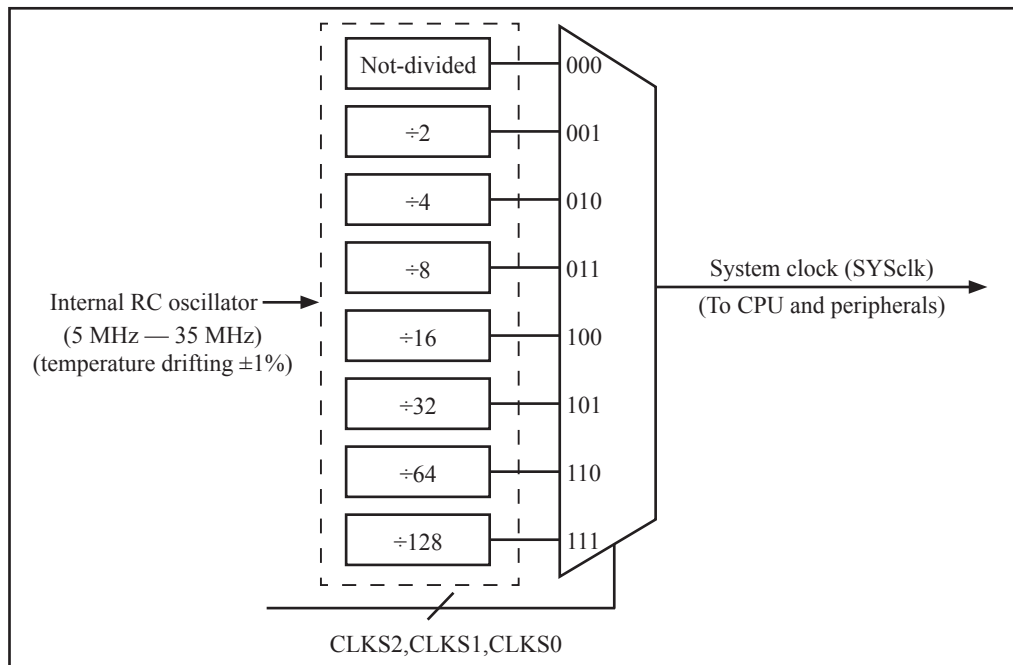 Not-divided
000
÷2
001
÷4
010
÷8
011
÷16
100
÷32
101
÷64
110
÷128
111
Internal RC oscillator
(5 MHz — 35 MHz)
(temperature drifting ±1%)
System clock (SYSclk)
(To CPU and peripherals)
CLKS2,CLKS1,CLKS0